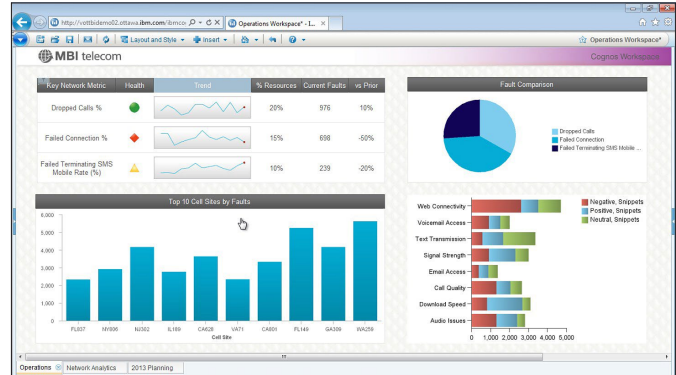 http://vottbidemo02.ottawa.ibm.com/ibmcog
Operations Workspace* - I...
Layout and Style
Insert
Operations Workspace*
MBI telecom
Cognos Workspace
Key Network Metric Health Trend % Resources Current Faults vs Prior
Dropped Calls % 20% 976 10%
Failed Connection % 15% 698 -50%
Failed Terminating SMS
Mobile Rate (%) 10% 239 -20%
Fault Comparison
Dropped Calls
Failed Connection
Failed Terminating SMS Mobile ...
Top 10 Cell Sites by Faults
6,000
5,000
4,000
3,000
2,000
1,000
0
FL837 NY806 NJ302 IL189 CA628 VA71 CA801 FL149 GA309 WA259
Cell Site
Web Connectivity
Voicemail Access
Text Transmission
Signal Strength
Email Access
Call Quality
Download Speed
Audio Issues
0 1,000 2,000 3,000 4,000 5,000
Negative, Snippets
Positive, Snippets
Neutral, Snippets
Operations Network Analytics 2013 Planning